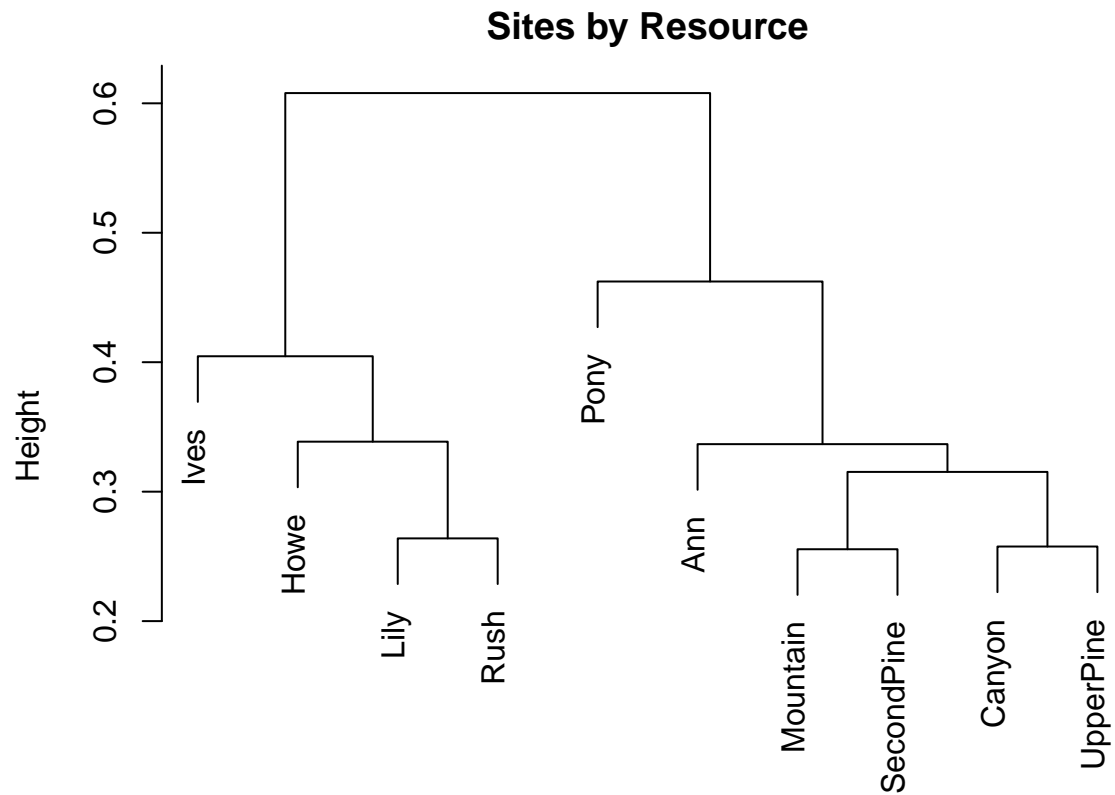 Sites by Resource
Height
0.6
0.5
0.4
0.3
0.2
Ives
Howe
Lily
Rush
Pony
Ann
Mountain
SecondPine
Canyon
UpperPine